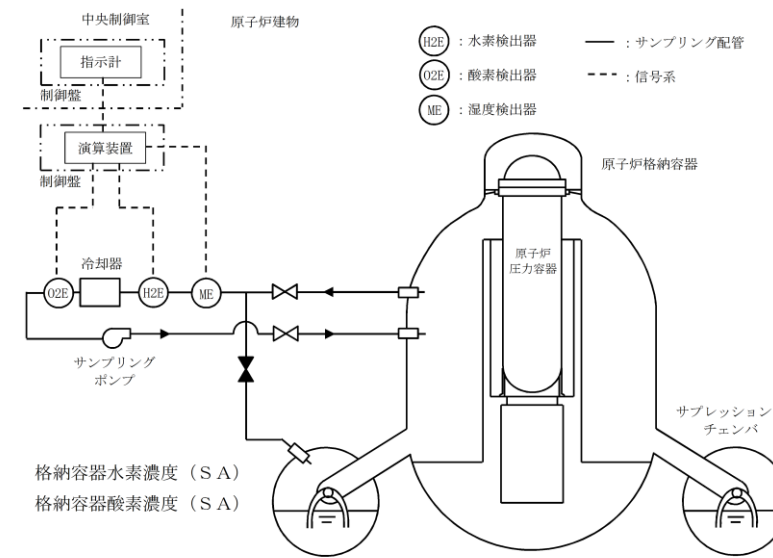 中央制御室
原子炉建物
指示計
制御盤
演算装置
制御盤
H2E : 水素検出器
O2E : 酸素検出器
ME : 湿度検出器
: サンプリング配管
: 信号系
原子炉格納容器
原子炉
圧力容器
冷却器
O2E
H2E
ME
サンプリング
ポンプ
サプレッション
チェンバ
格納容器水素濃度（ＳＡ）
格納容器酸素濃度（ＳＡ）